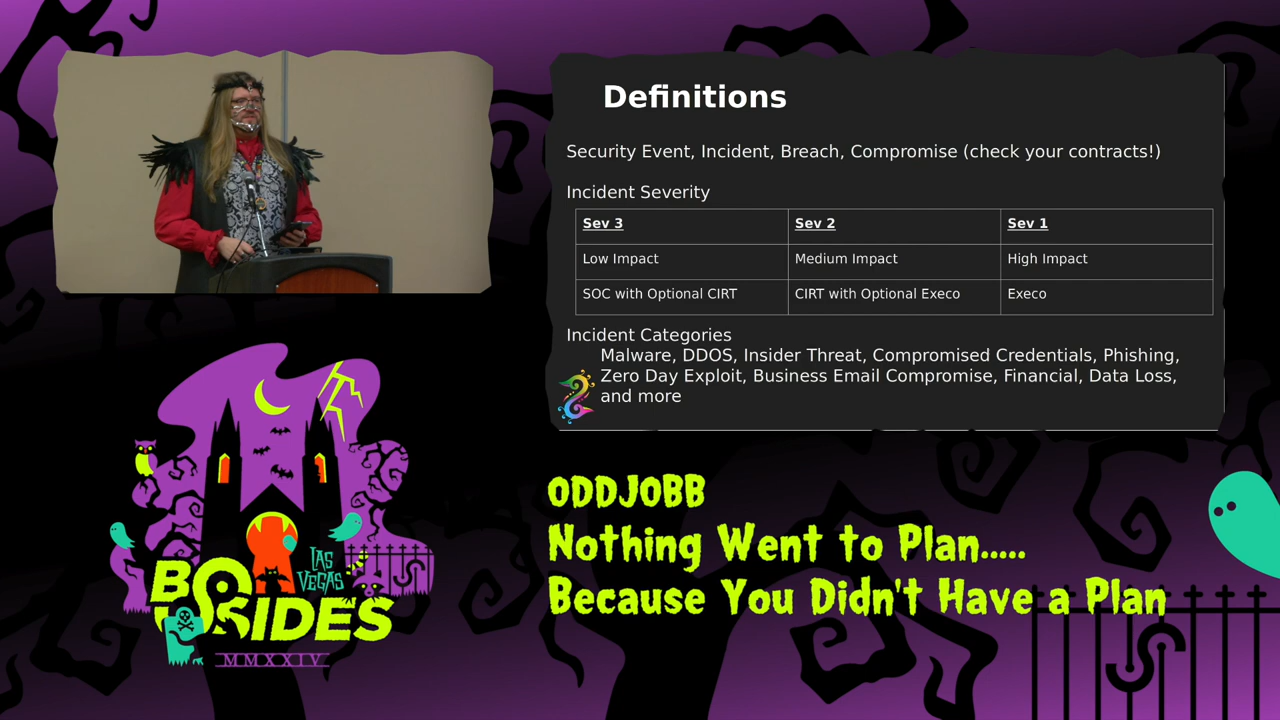 Definitions
Security Event, Incident, Breach, Compromise (check your contracts!)
Incident Severity
Sev 3 Sev 2 Sev 1
Low Impact Medium Impact High Impact
SOC with Optional CIRT CIRT with Optional Execo Execo
Incident Categories
Malware, DDOS, Insider Threat, Compromised Credentials, Phishing,
Zero Day Exploit, Business Email Compromise, Financial, Data Loss,
and more
LAS
VEGAS
BSIDES
MMXXIV
ODDJOBB
Nothing Went to Plan.....
Because You Didn't Have a Plan